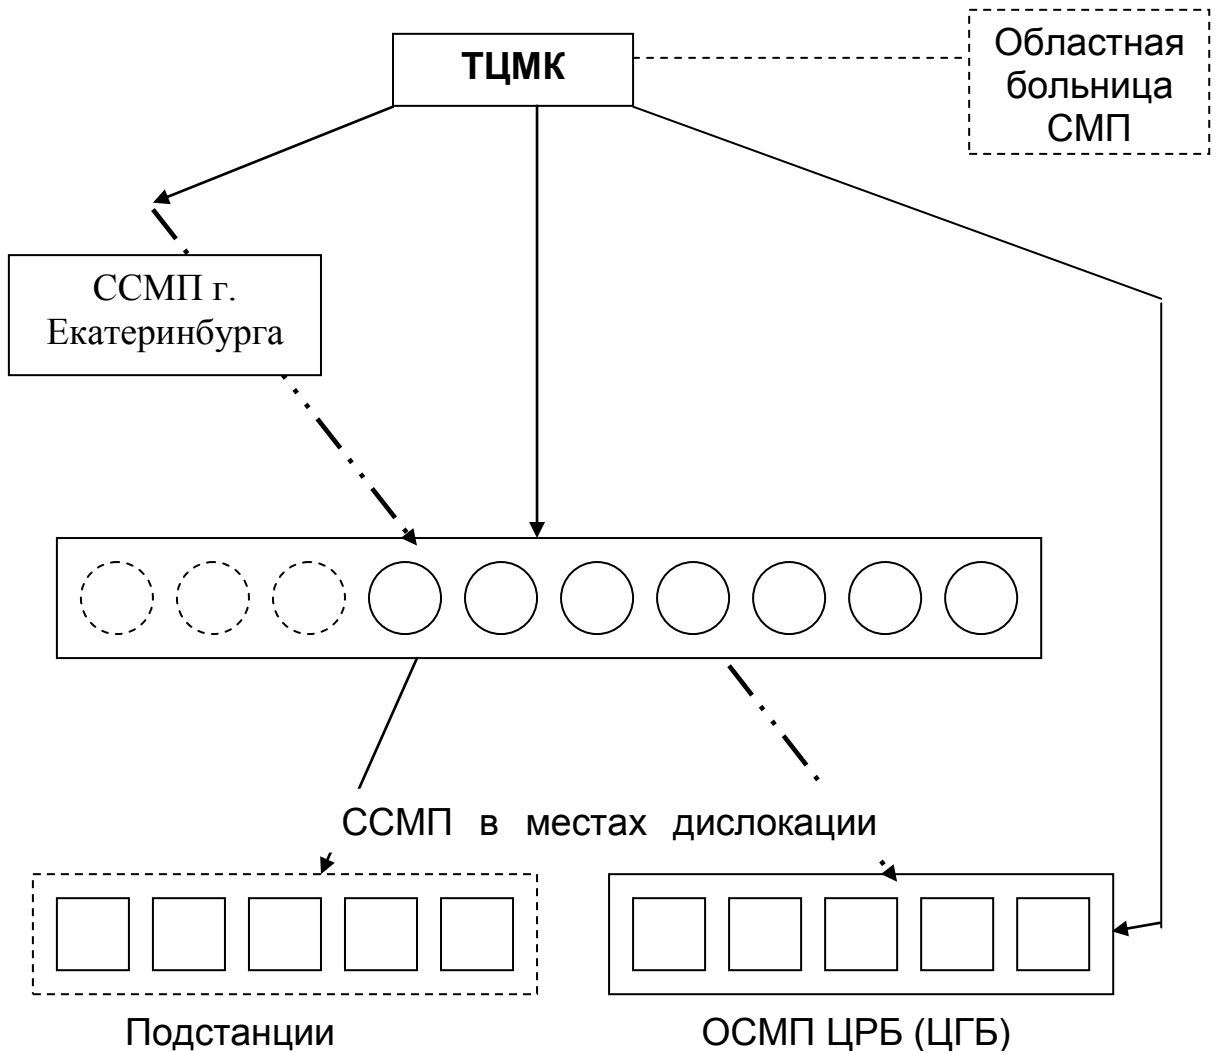 ТЦМК
Областная
больница
СМП
ССМП г.
Екатеринбурга
ССМП в местах дислокации
Подстанции
ОСМП ЦРБ (ЦГБ)